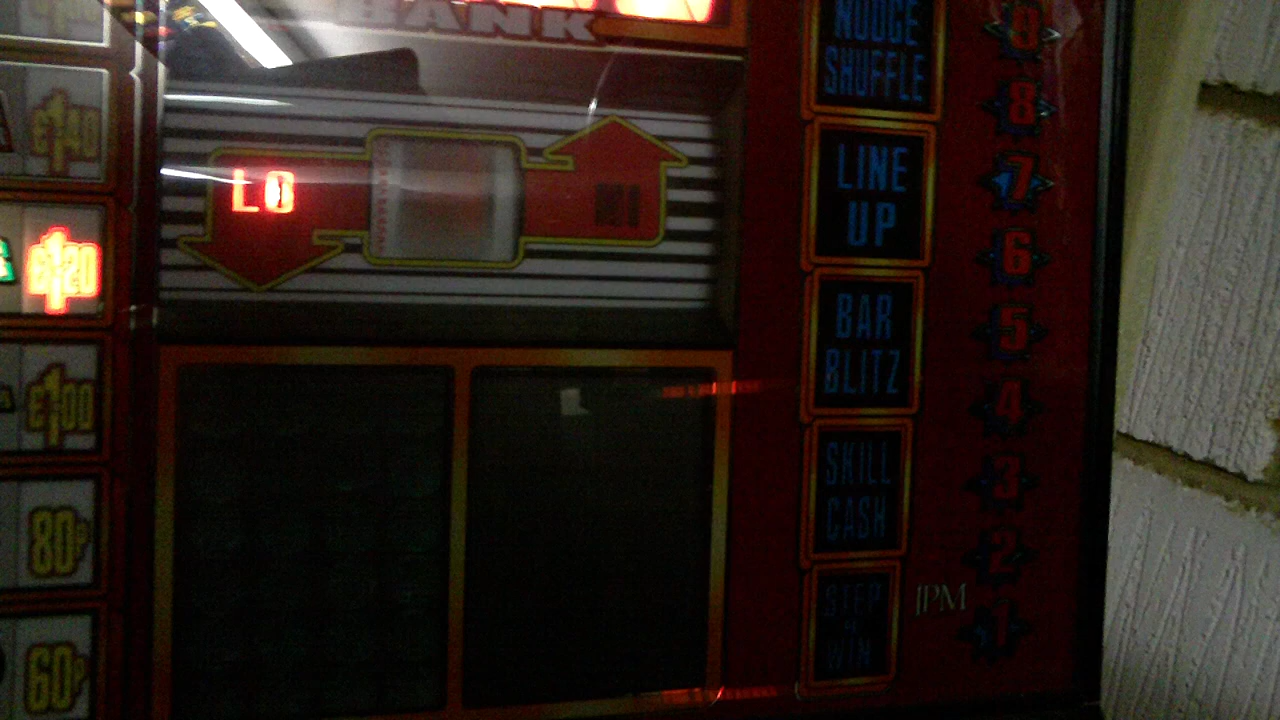 BANK
£1.40
£1.20
£1.00
80p
60p
LO
HI
NUDGE
SHUFFLE
LINE
UP
BAR
BLITZ
SKILL
CASH
STEP
N
WIN
JPM
9
8
7
6
5
4
3
2
1